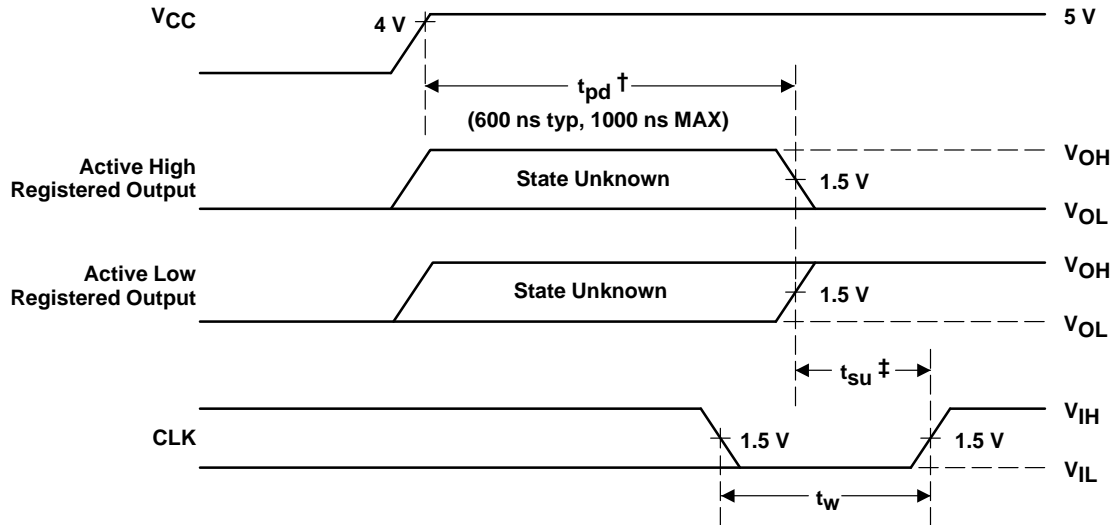 VCC
4 V
5 V
tpd †
(600 ns typ, 1000 ns MAX)
Active High
Registered Output
State Unknown
1.5 V
VOH
VOL
Active Low
Registered Output
State Unknown
1.5 V
VOH
VOL
tsu ‡
CLK
1.5 V
1.5 V
VIH
VIL
tw